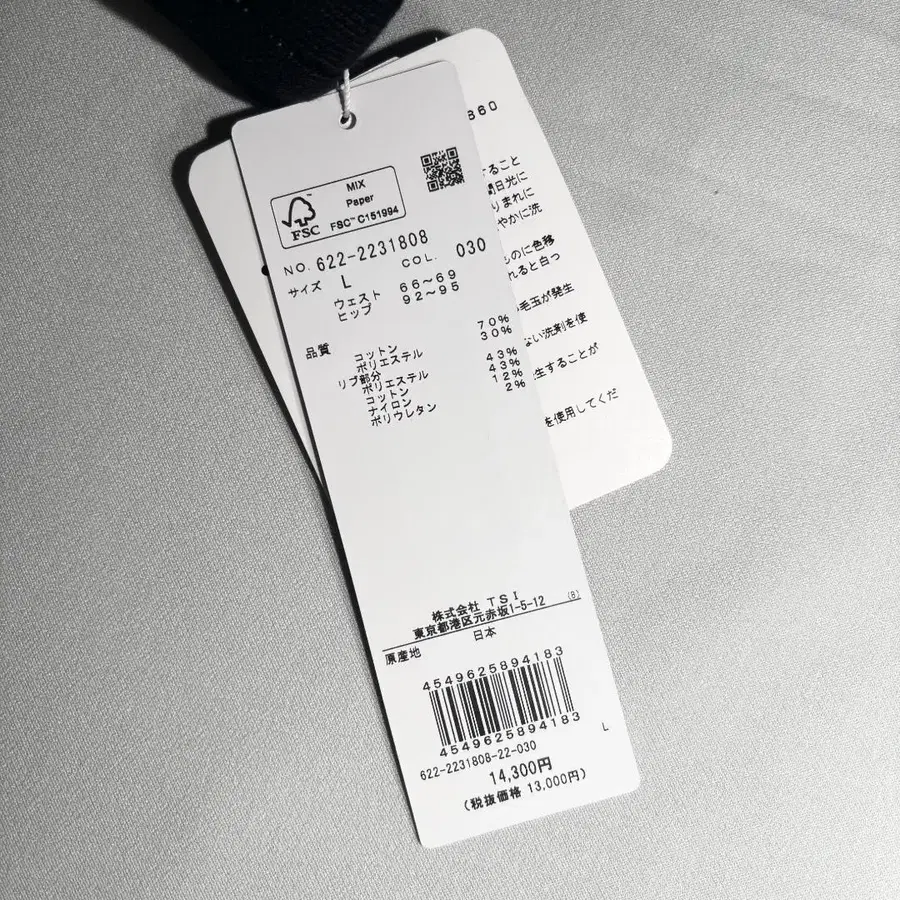 MIX
Paper
FSC™ C151994
FSC
NO. 622-2231808
COL. 030
サイズ L
ウェスト 66～69
ヒップ 92～95
品質
コットン 70%
ポリエステル 30%
リブ部分
ポリエステル 43%
コットン 43%
ナイロン 12%
ポリウレタン 2%
株式会社 TSI
東京都港区元赤坂1-5-12 (8)
原産地 日本
4549625894183
4549625894183
622-2231808-22-030 L
14,300円
(税抜価格 13,000円)
860
すること
間日光に
りまれに
やかに洗
ものに色移
れると白っ
毛玉が発生
ない洗剤を使
生することが
を使用してくだ